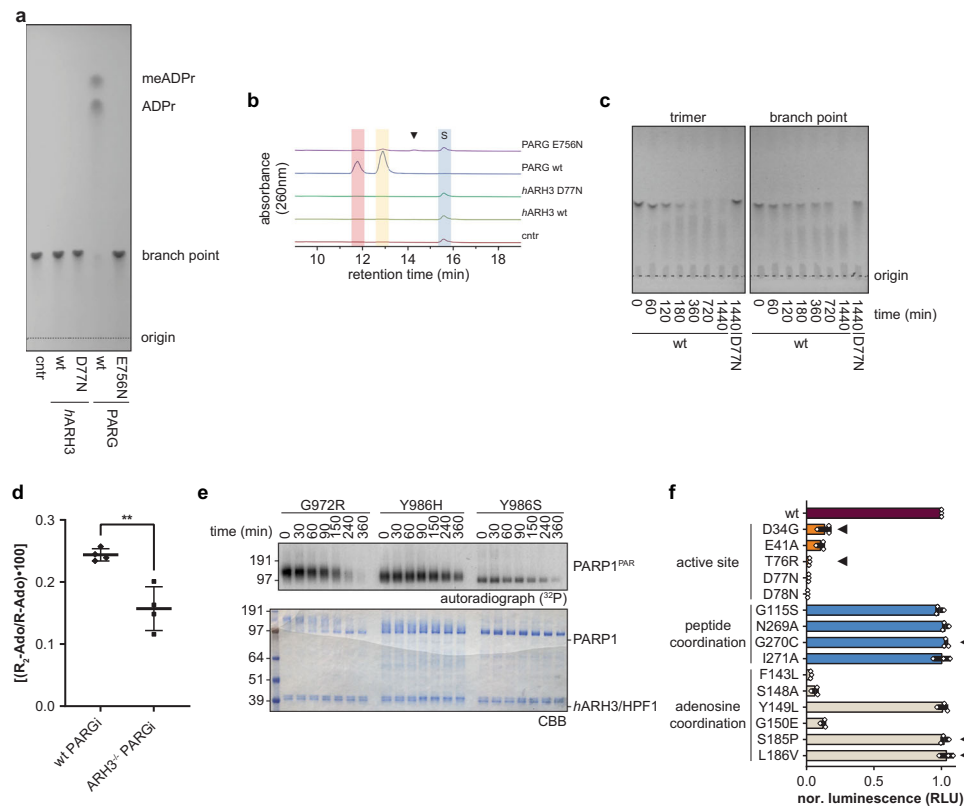 a
meADPr
ADPr
branch point
origin
cntr
wt
D77N
wt
E756N
hARH3
PARG
b
absorbance
(260nm)
S
PARG E756N
PARG wt
hARH3 D77N
hARH3 wt
cntr
10
12
14
16
18
retention time (min)
c
trimer
branch point
origin
0
60
120
180
360
720
1440
1440
0
60
120
180
360
720
1440
1440
time (min)
wt
D77N
wt
D77N
d
[(R2-Ado/R-Ado)•100]
0.3
0.2
0.1
0.0
**
wt PARGi
ARH3-/- PARGi
e
G972R
Y986H
Y986S
time (min)
0
30
60
90
150
240
360
0
30
60
90
150
240
360
0
30
60
90
150
240
360
191
97
PARP1PAR
autoradiograph (32P)
191
97
64
51
39
PARP1
hARH3/HPF1
CBB
f
wt
active site
D34G
E41A
T76R
D77N
D78N
peptide
coordination
G115S
N269A
G270C
I271A
adenosine
coordination
F143L
S148A
Y149L
G150E
S185P
L186V
0.0
0.5
1.0
nor. luminescence (RLU)